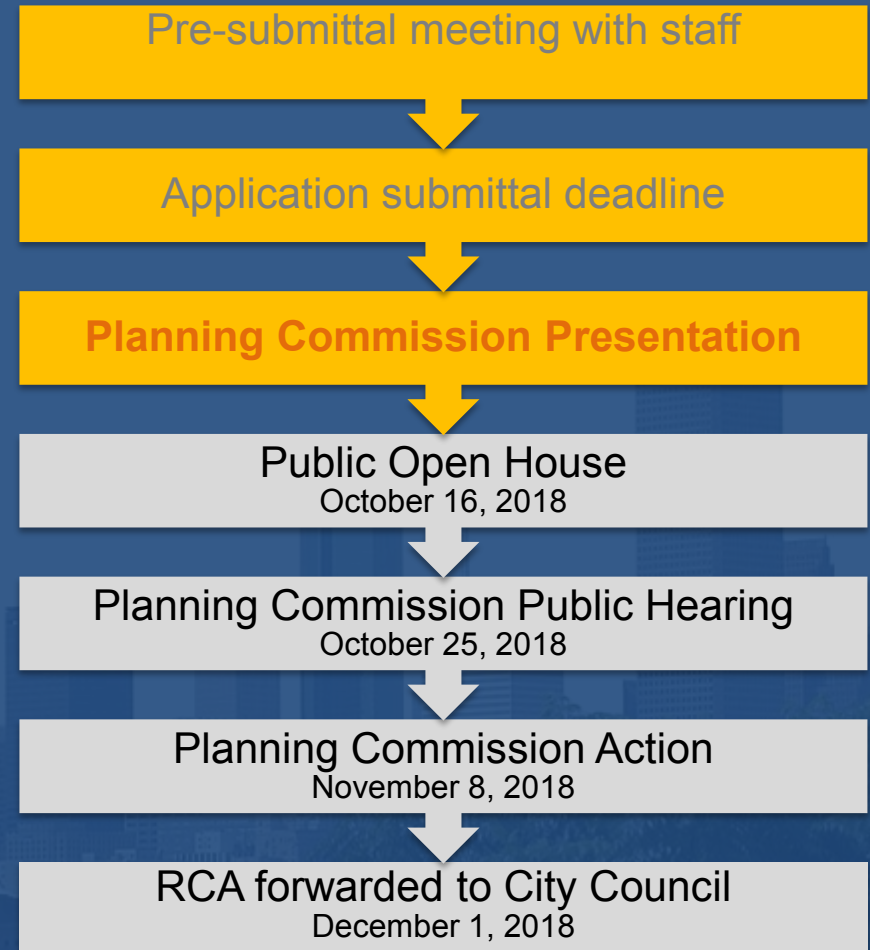 Pre-submittal meeting with staff
Application submittal deadline
Planning Commission Presentation
Public Open House
October 16, 2018
Planning Commission Public Hearing
October 25, 2018
Planning Commission Action
November 8, 2018
RCA forwarded to City Council
December 1, 2018